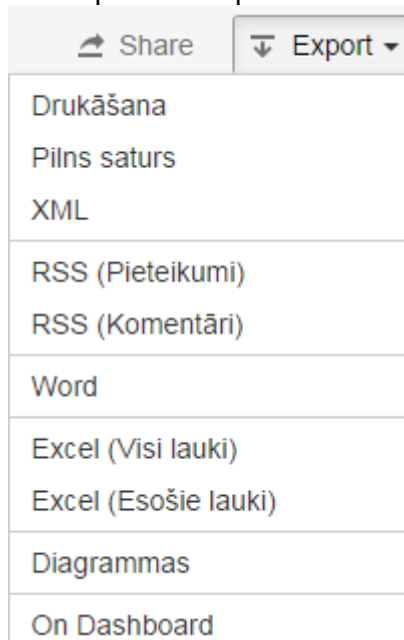 Share Export
Drukāšana
Pilns saturs
XML
RSS (Pieteikumi)
RSS (Komentāri)
Word
Excel (Visi lauki)
Excel (Esošie lauki)
Diagrammas
On Dashboard